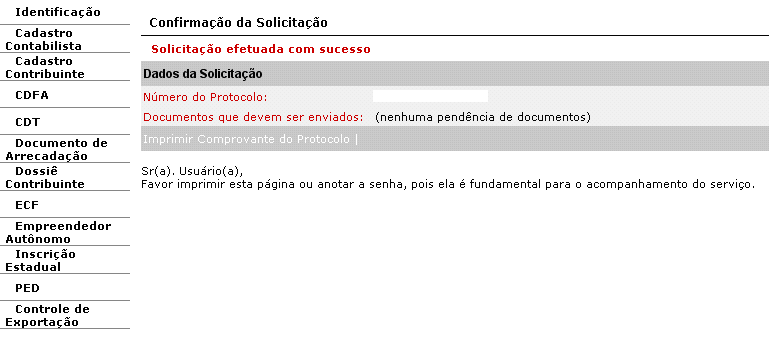 Identificação
Cadastro
Contabilista
Cadastro
Contribuinte
CDFA
CDT
Documento de
Arrecadação
Dossiê
Contribuinte
ECF
Empreendedor
Autônomo
Inscrição
Estadual
PED
Controle de
Exportação
Confirmação da Solicitação
Solicitação efetuada com sucesso
Dados da Solicitação
Número do Protocolo:
Documentos que devem ser enviados: (nenhuma pendência de documentos)
Imprimir Comprovante do Protocolo |
Sr(a). Usuário(a),
Favor imprimir esta página ou anotar a senha, pois ela é fundamental para o acompanhamento do serviço.